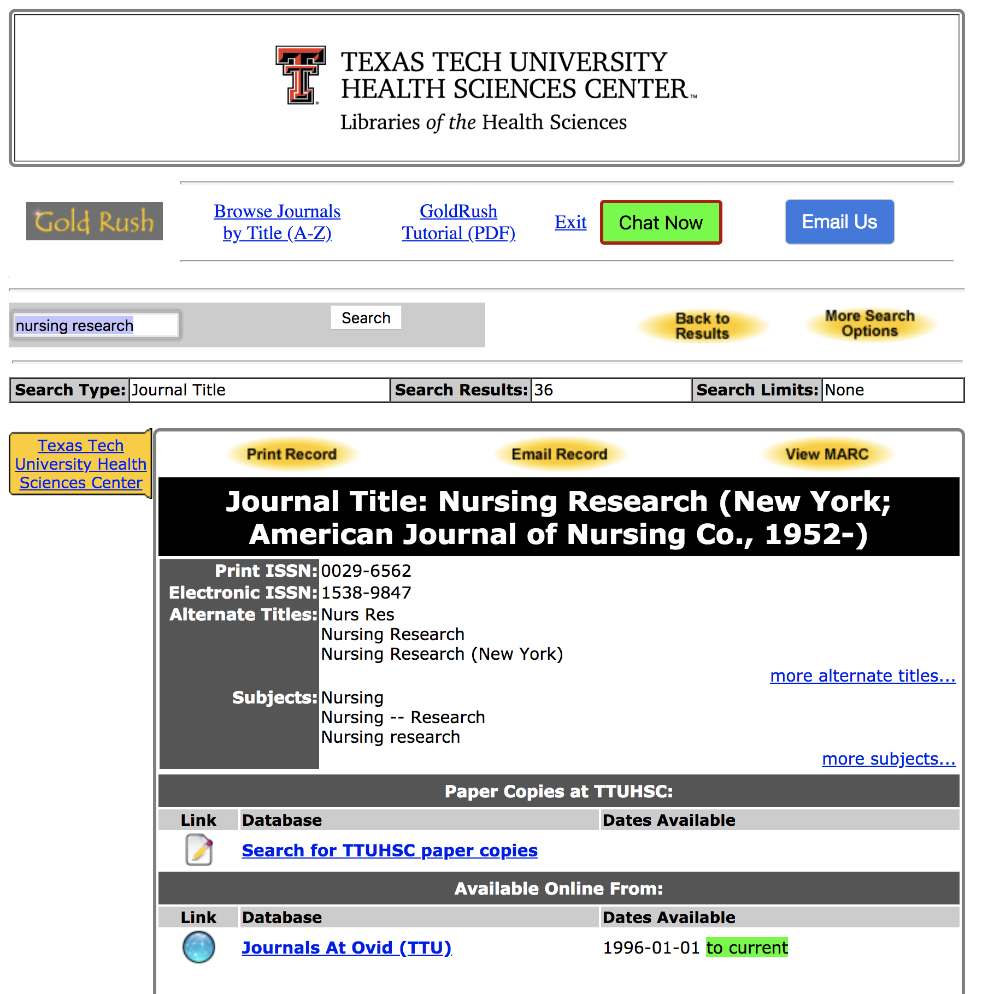 TEXAS TECH UNIVERSITY
HEALTH SCIENCES CENTER™
Libraries of the Health Sciences
Gold Rush
Browse Journals
by Title (A-Z)
GoldRush
Tutorial (PDF)
Exit
Chat Now
Email Us
nursing research
Search
Back to
Results
More Search
Options
Search Type: Journal Title Search Results: 36 Search Limits: None
Texas Tech
University Health
Sciences Center
Print Record Email Record View MARC
Journal Title: Nursing Research (New York;
American Journal of Nursing Co., 1952-)
Print ISSN: 0029-6562
Electronic ISSN: 1538-9847
Alternate Titles: Nurs Res
Nursing Research
Nursing Research (New York)
more alternate titles...
Subjects: Nursing
Nursing -- Research
Nursing research
more subjects...
Paper Copies at TTUHSC:
Link Database Dates Available
Search for TTUHSC paper copies
Available Online From:
Link Database Dates Available
Journals At Ovid (TTU) 1996-01-01 to current